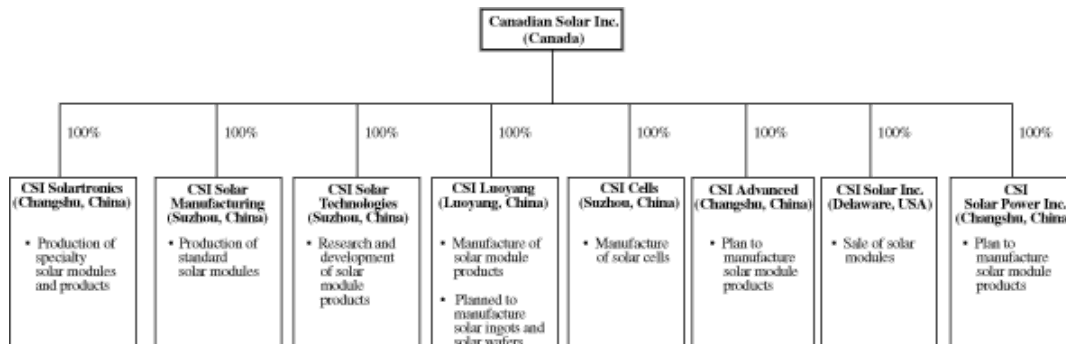 Canadian Solar Inc.
(Canada)
100%
100%
100%
100%
100%
100%
100%
100%
CSI Solartronics
(Changshu, China)
• Production of
specialty
solar modules
and products
CSI Solar
Manufacturing
(Suzhou, China)
• Production of
standard
solar modules
CSI Solar
Technologies
(Suzhou, China)
• Research and
development
of solar
module
products
CSI Luoyang
(Luoyang, China)
• Manufacture of
solar module
products
• Planned to
manufacture
solar ingots and
solar wafers
CSI Cells
(Suzhou, China)
• Manufacture
of solar cells
CSI Advanced
(Changshu, China)
• Plan to
manufacture
solar module
products
CSI Solar Inc.
(Delaware, USA)
• Sale of solar
modules
CSI
Solar Power Inc.
(Changshu, China
• Plan to
manufacture
solar module
products